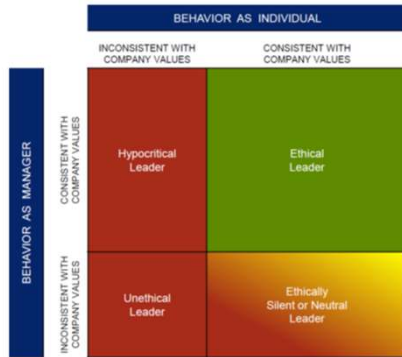 BEHAVIOR AS INDIVIDUAL
INCONSISTENT WITH
COMPANY VALUES
CONSISTENT WITH
COMPANY VALUES
BEHAVIOR AS MANAGER
CONSISTENT WITH
COMPANY VALUES
Hypocritical
Leader
Ethical
Leader
INCONSISTENT WITH
COMPANY VALUES
Unethical
Leader
Ethically
Silent or Neutral
Leader